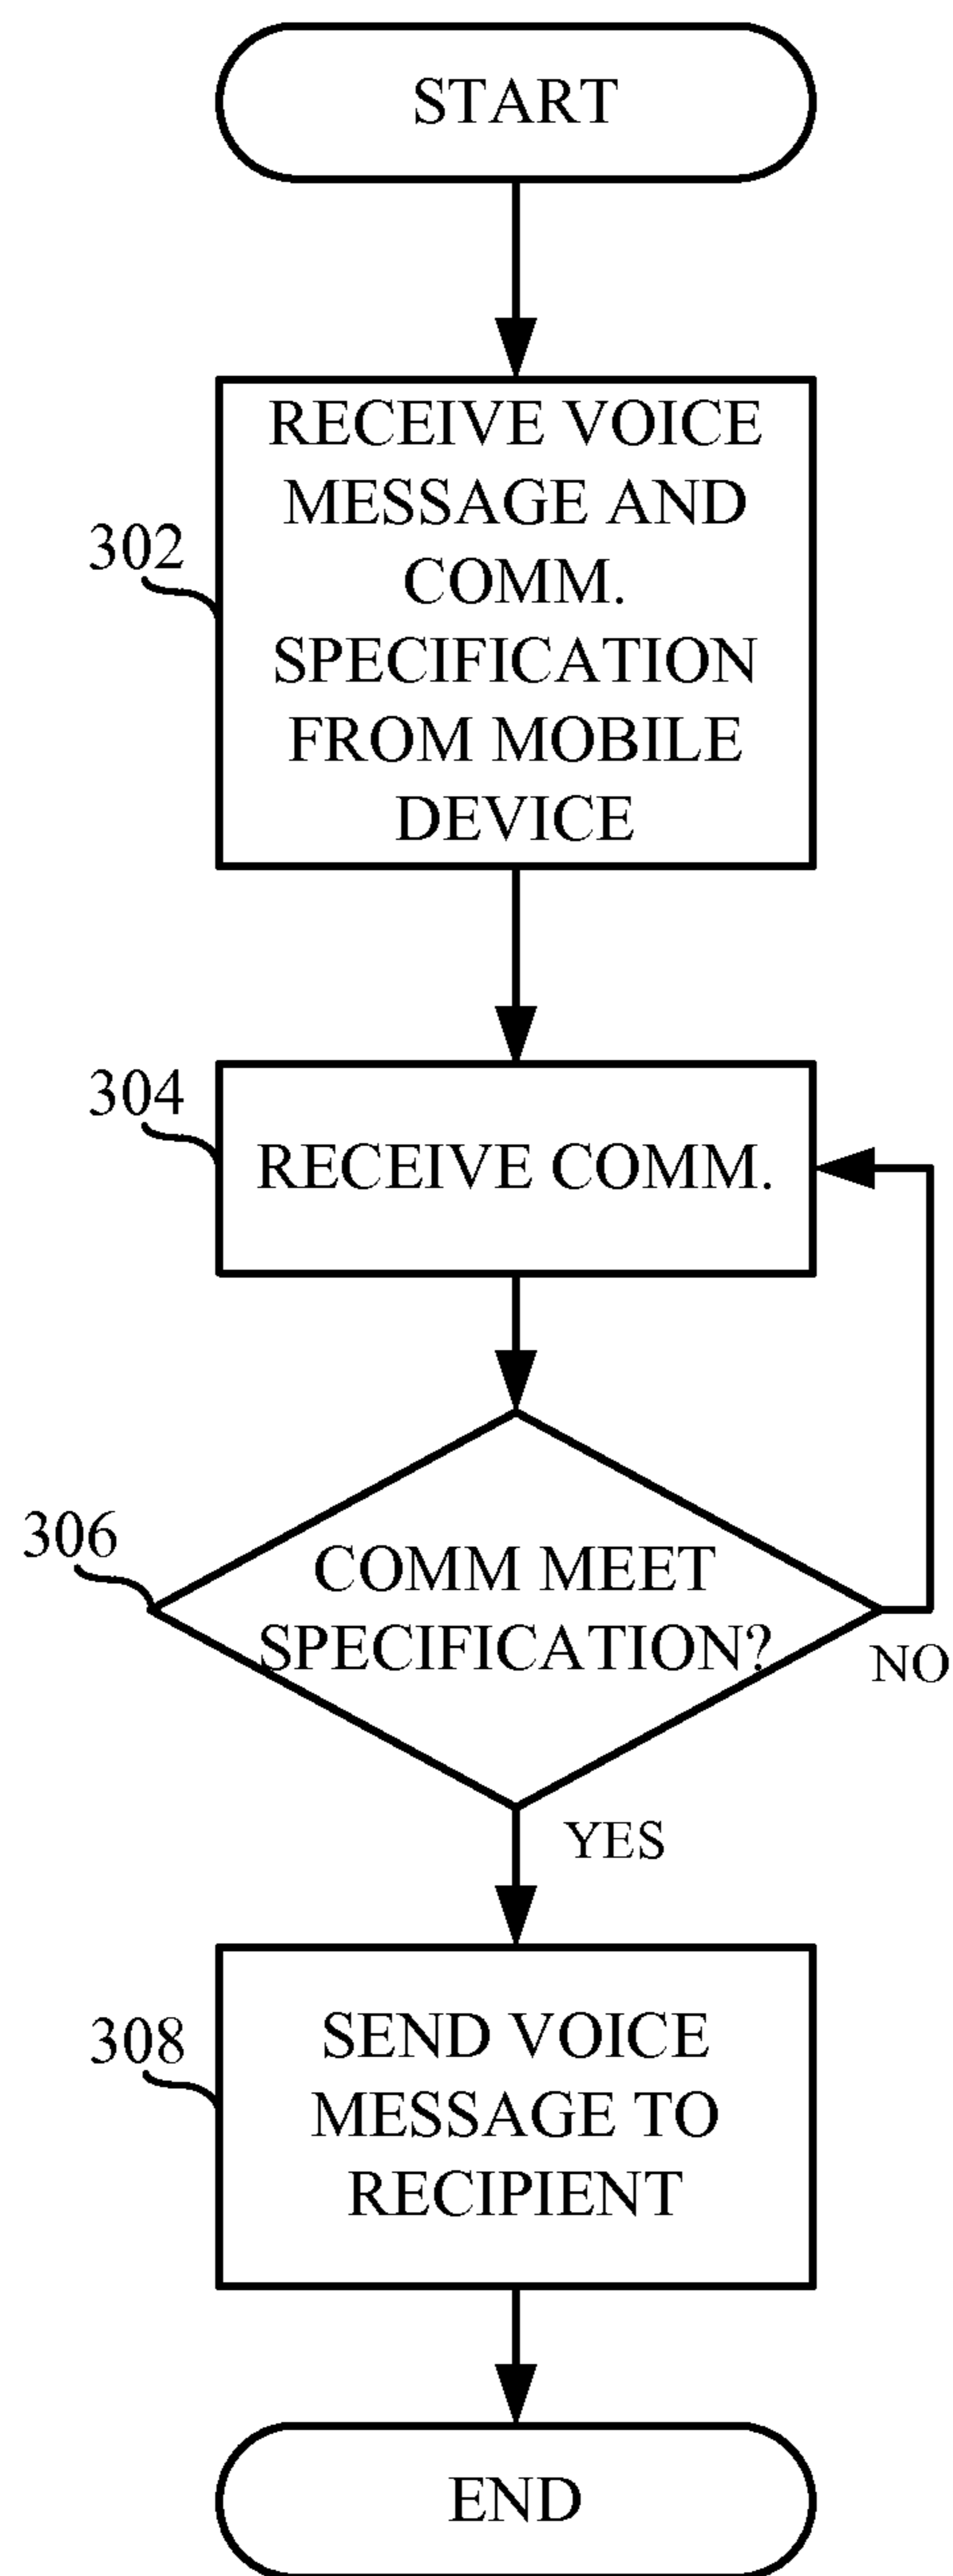 START
RECEIVE VOICE
MESSAGE AND
COMM.
SPECIFICATION
FROM MOBILE
DEVICE
302
304
RECEIVE COMM.
306
COMM MEET
SPECIFICATION?
NO
YES
308
SEND VOICE
MESSAGE TO
RECIPIENT
END